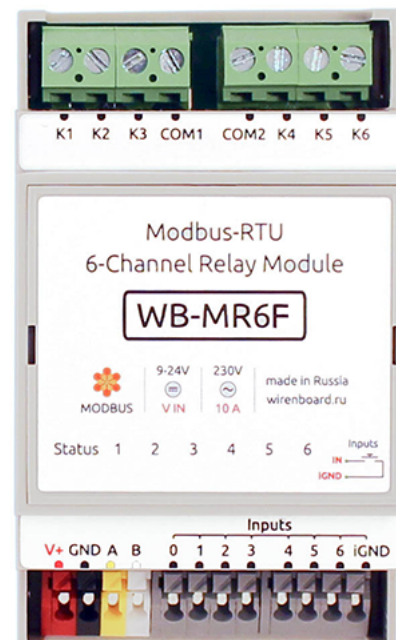 K1 K2 K3 COM1 COM2 K4 K5 K6
Modbus-RTU
6-Channel Relay Module
WB-MR6F
MODBUS
9-24V
V IN
230V
10 A
made in Russia
wirenboard.ru
Status 1 2 3 4 5 6
Inputs
IN
iGND
Inputs
V+ GND A B 0 1 2 3 4 5 6 iGND